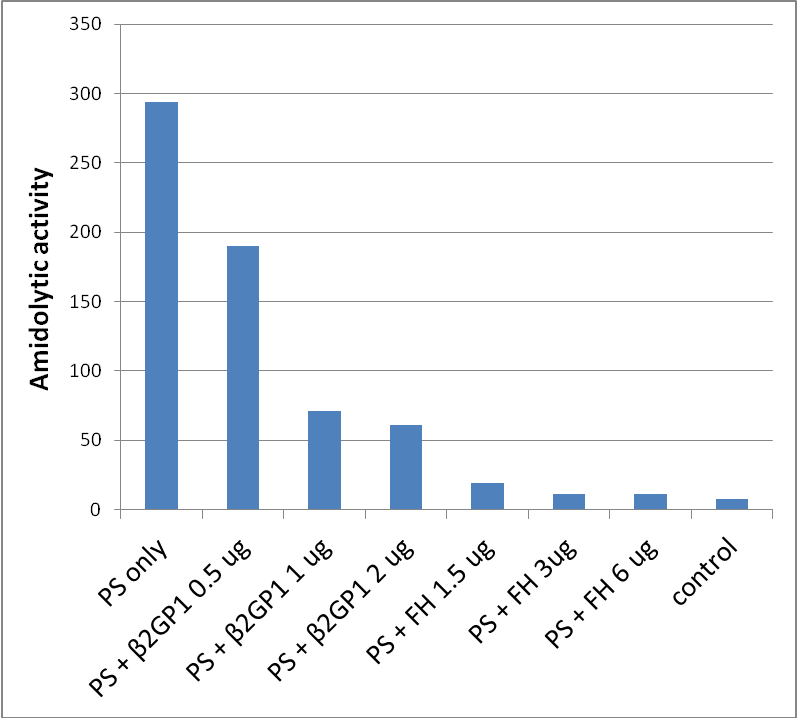 350
300
250
200
150
100
50
0
Amidolytic activity
PS only
PS + β2GP1 0.5 ug
PS + β2GP1 1 ug
PS + β2GP1 2 ug
PS + FH 1.5 ug
PS + FH 3ug
PS + FH 6 ug
control